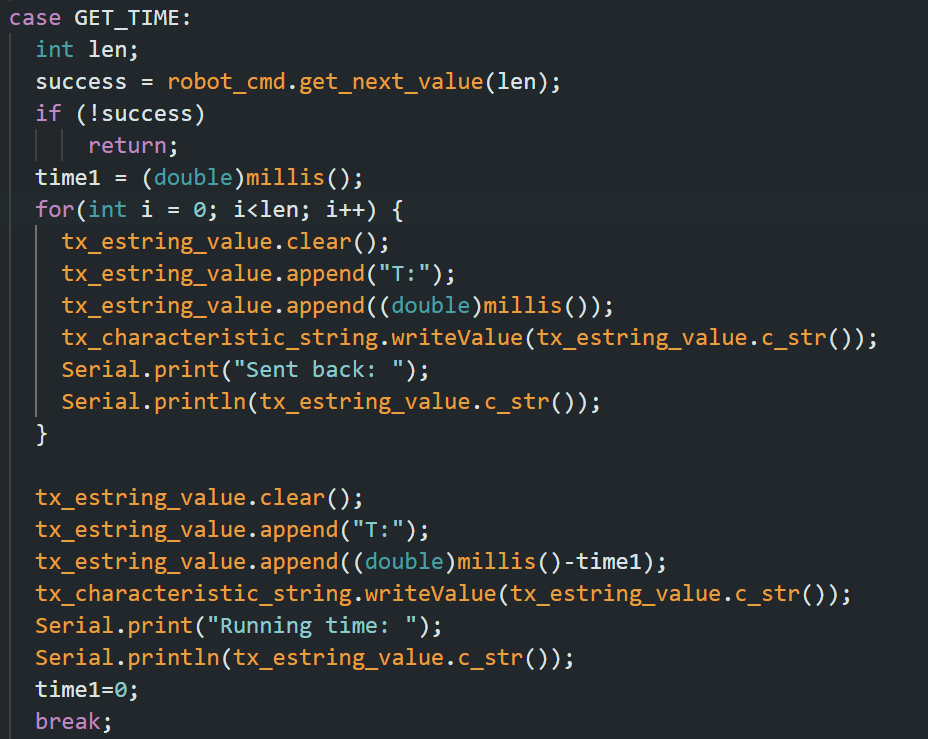 case GET_TIME:
int len;
success = robot_cmd.get_next_value(len);
if (!success)
return;
time1 = (double)millis();
for(int i = 0; i<len; i++) {
tx_estring_value.clear();
tx_estring_value.append("T:");
tx_estring_value.append((double)millis());
tx_characteristic_string.writeValue(tx_estring_value.c_str());
Serial.print("Sent back: ");
Serial.println(tx_estring_value.c_str());
}
tx_estring_value.clear();
tx_estring_value.append("T:");
tx_estring_value.append((double)millis()-time1);
tx_characteristic_string.writeValue(tx_estring_value.c_str());
Serial.print("Running time: ");
Serial.println(tx_estring_value.c_str());
time1=0;
break;